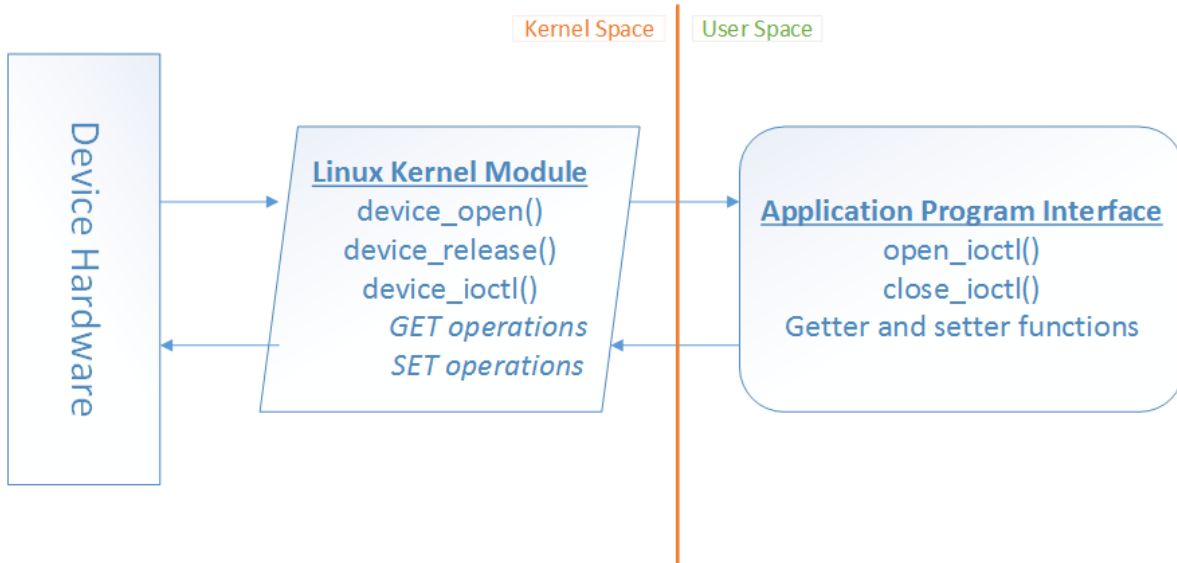 Kernel Space
User Space
Device Hardware
Linux Kernel Module
device_open()
device_release()
device_ioctl()
GET operations
SET operations
Application Program Interface
open_ioctl()
close_ioctl()
Getter and setter functions